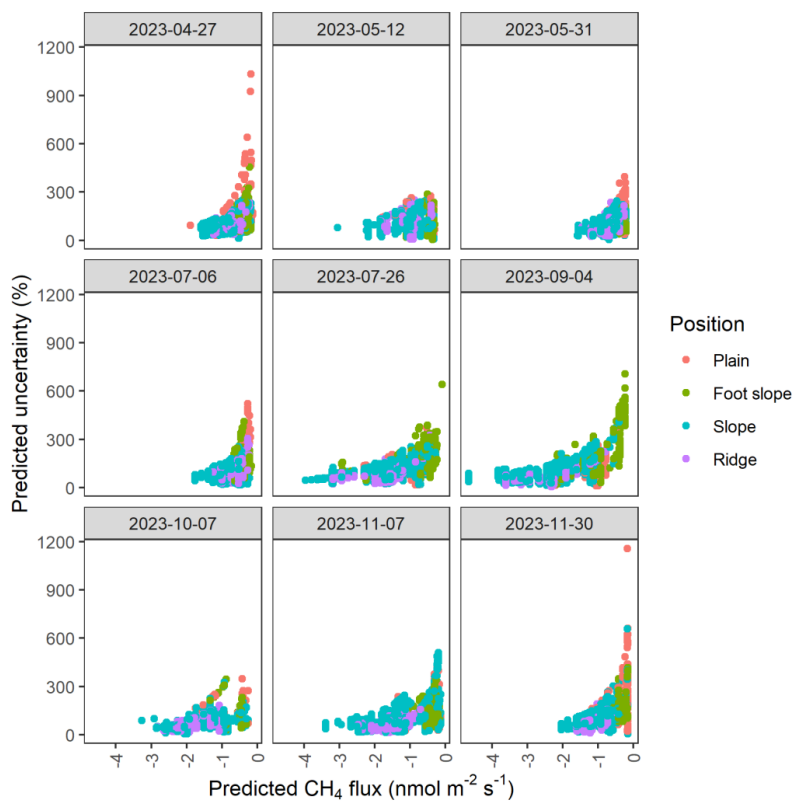 2023-04-27 2023-05-12 2023-05-31
1200
900
600
300
0
2023-07-06 2023-07-26 2023-09-04
1200
900
600
300
0
2023-10-07 2023-11-07 2023-11-30
1200
900
600
300
0
-4 -3 -2 -1 0 -4 -3 -2 -1 0 -4 -3 -2 -1 0
Predicted CH₄ flux (nmol m⁻² s⁻¹)
Predicted uncertainty (%)
Position
Plain
Foot slope
Slope
Ridge